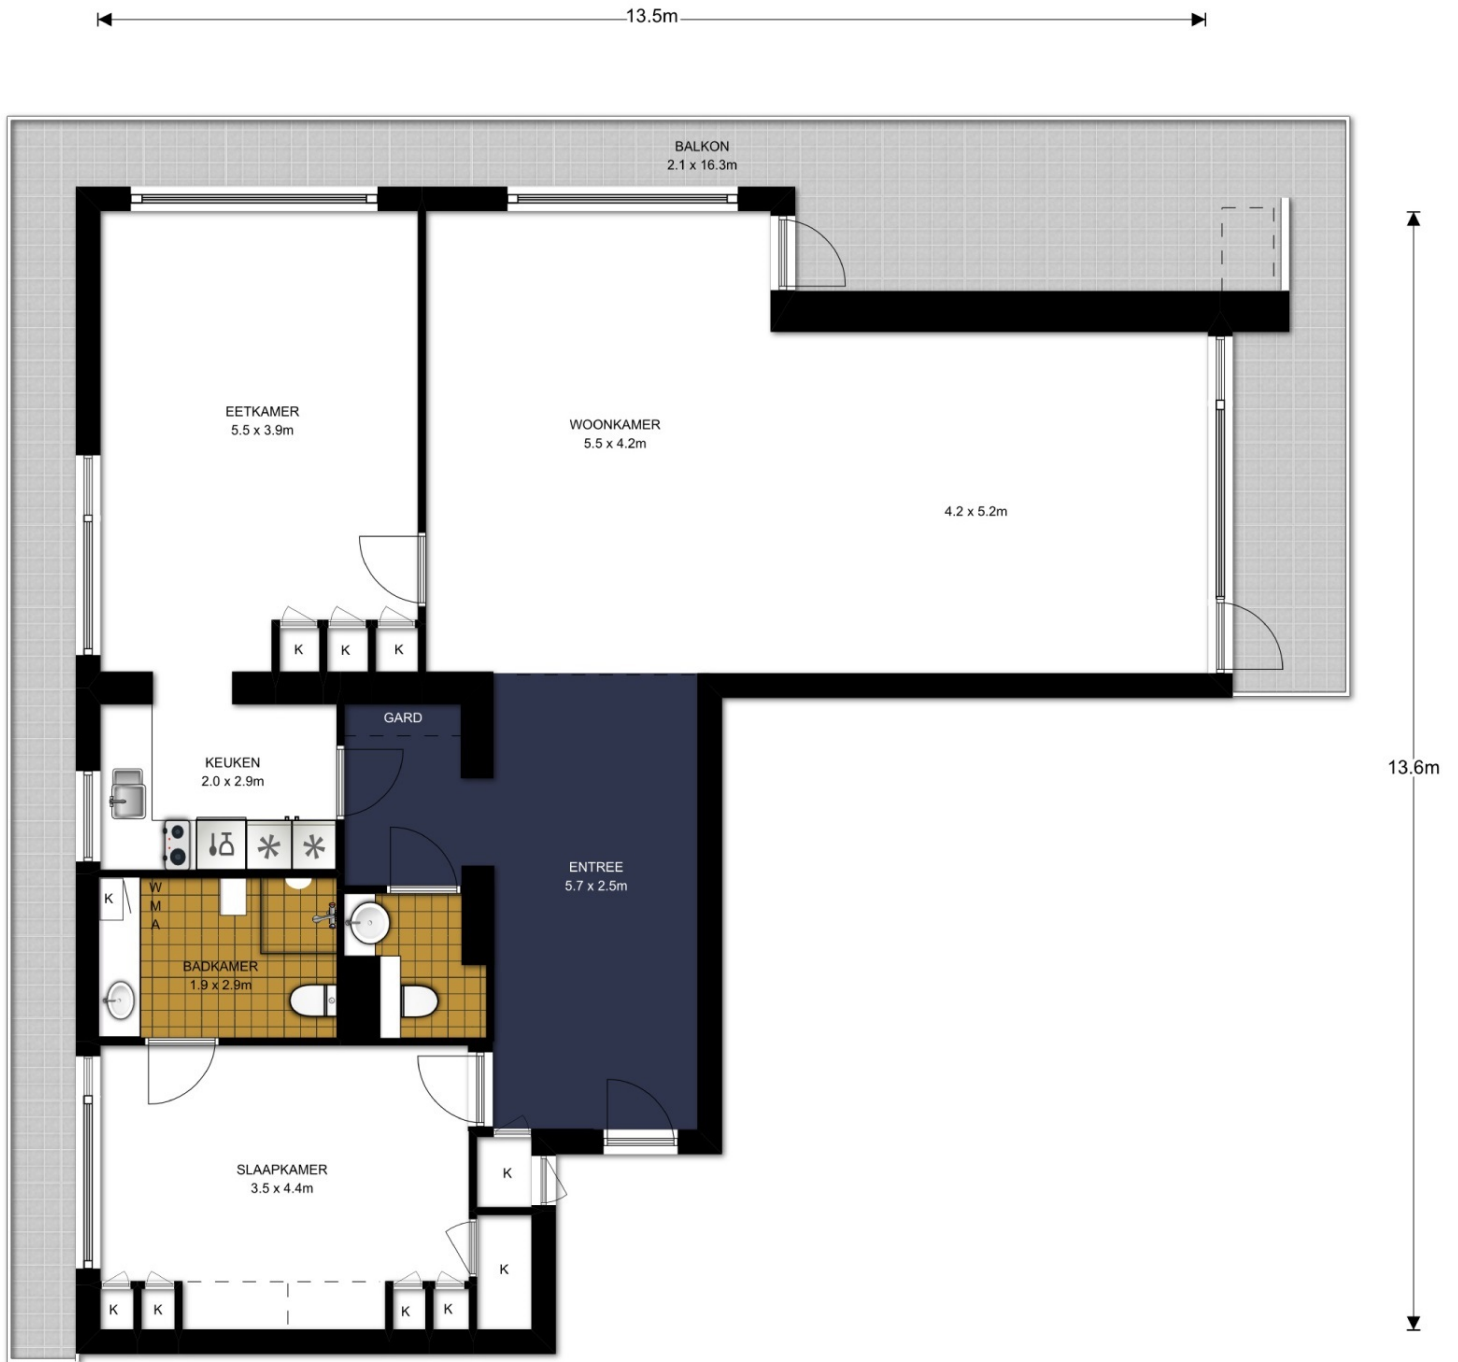 13.5m
BALKON
2.1 x 16.3m
EETKAMER
5.5 x 3.9m
WOONKAMER
5.5 x 4.2m
4.2 x 5.2m
K
K
K
GARD
KEUKEN
2.0 x 2.9m
13.6m
ENTREE
5.7 x 2.5m
K
W
M
A
BADKAMER
1.9 x 2.9m
SLAAPKAMER
3.5 x 4.4m
K
K
K
K
K
K